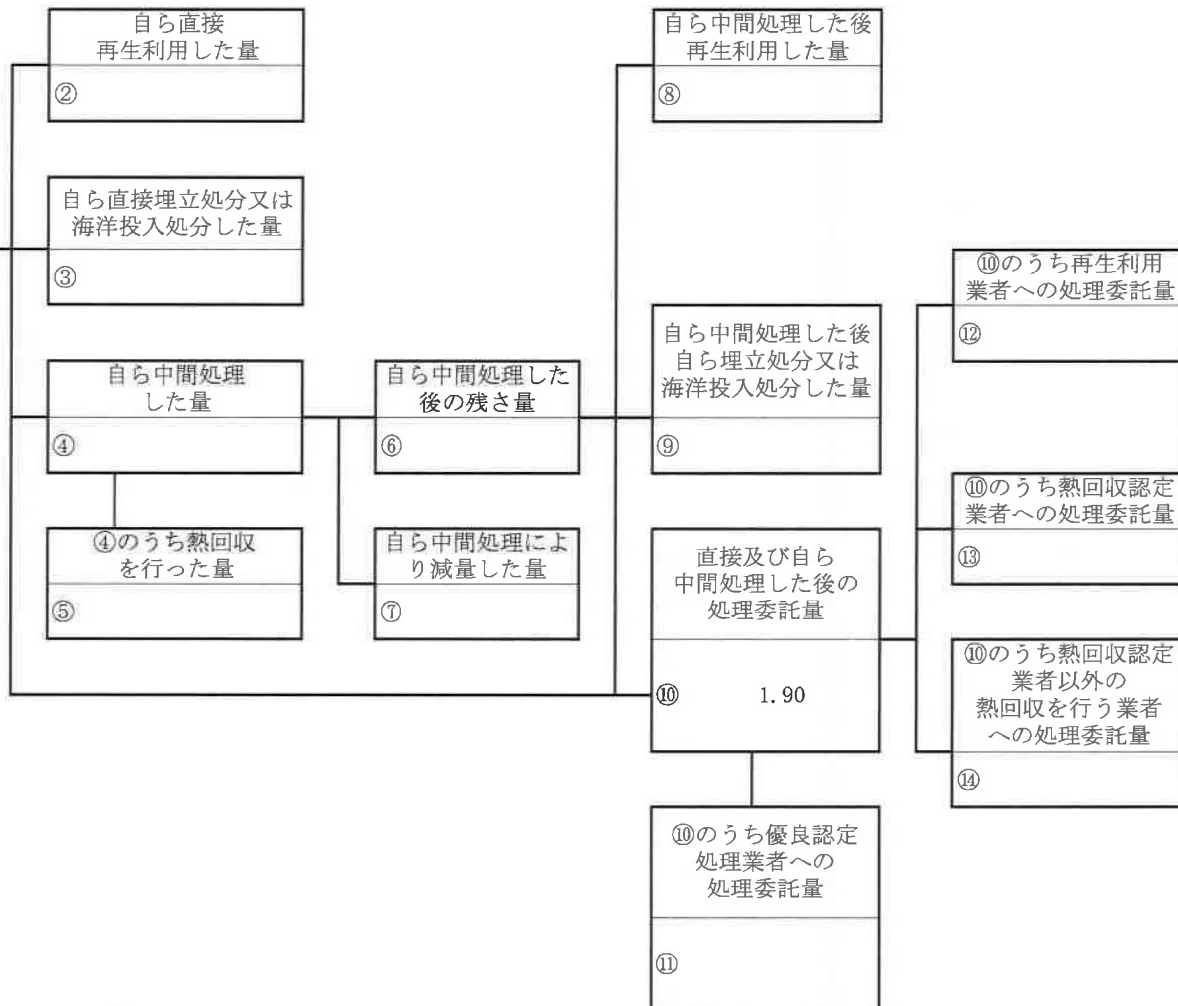 自ら直接
再生利用した量
②
自ら直接埋立処分又は
海洋投入処分した量
③
自ら中間処理
した量
④
④のうち熱回収
を行った量
⑤
自ら中間処理した
後の残さ量
⑥
自ら中間処理によ
り減量した量
⑦
自ら中間処理した後
再生利用した量
⑧
自ら中間処理した後
自ら埋立処分又は
海洋投入処分した量
⑨
直接及び自ら
中間処理した後の
処理委託量
⑩ 1.90
⑩のうち優良認定
処理業者への
処理委託量
⑪
⑩のうち再生利用
業者への処理委託量
⑫
⑩のうち熱回収認定
業者への処理委託量
⑬
⑩のうち熱回収認定
業者以外の
熱回収を行う業者
への処理委託量
⑭